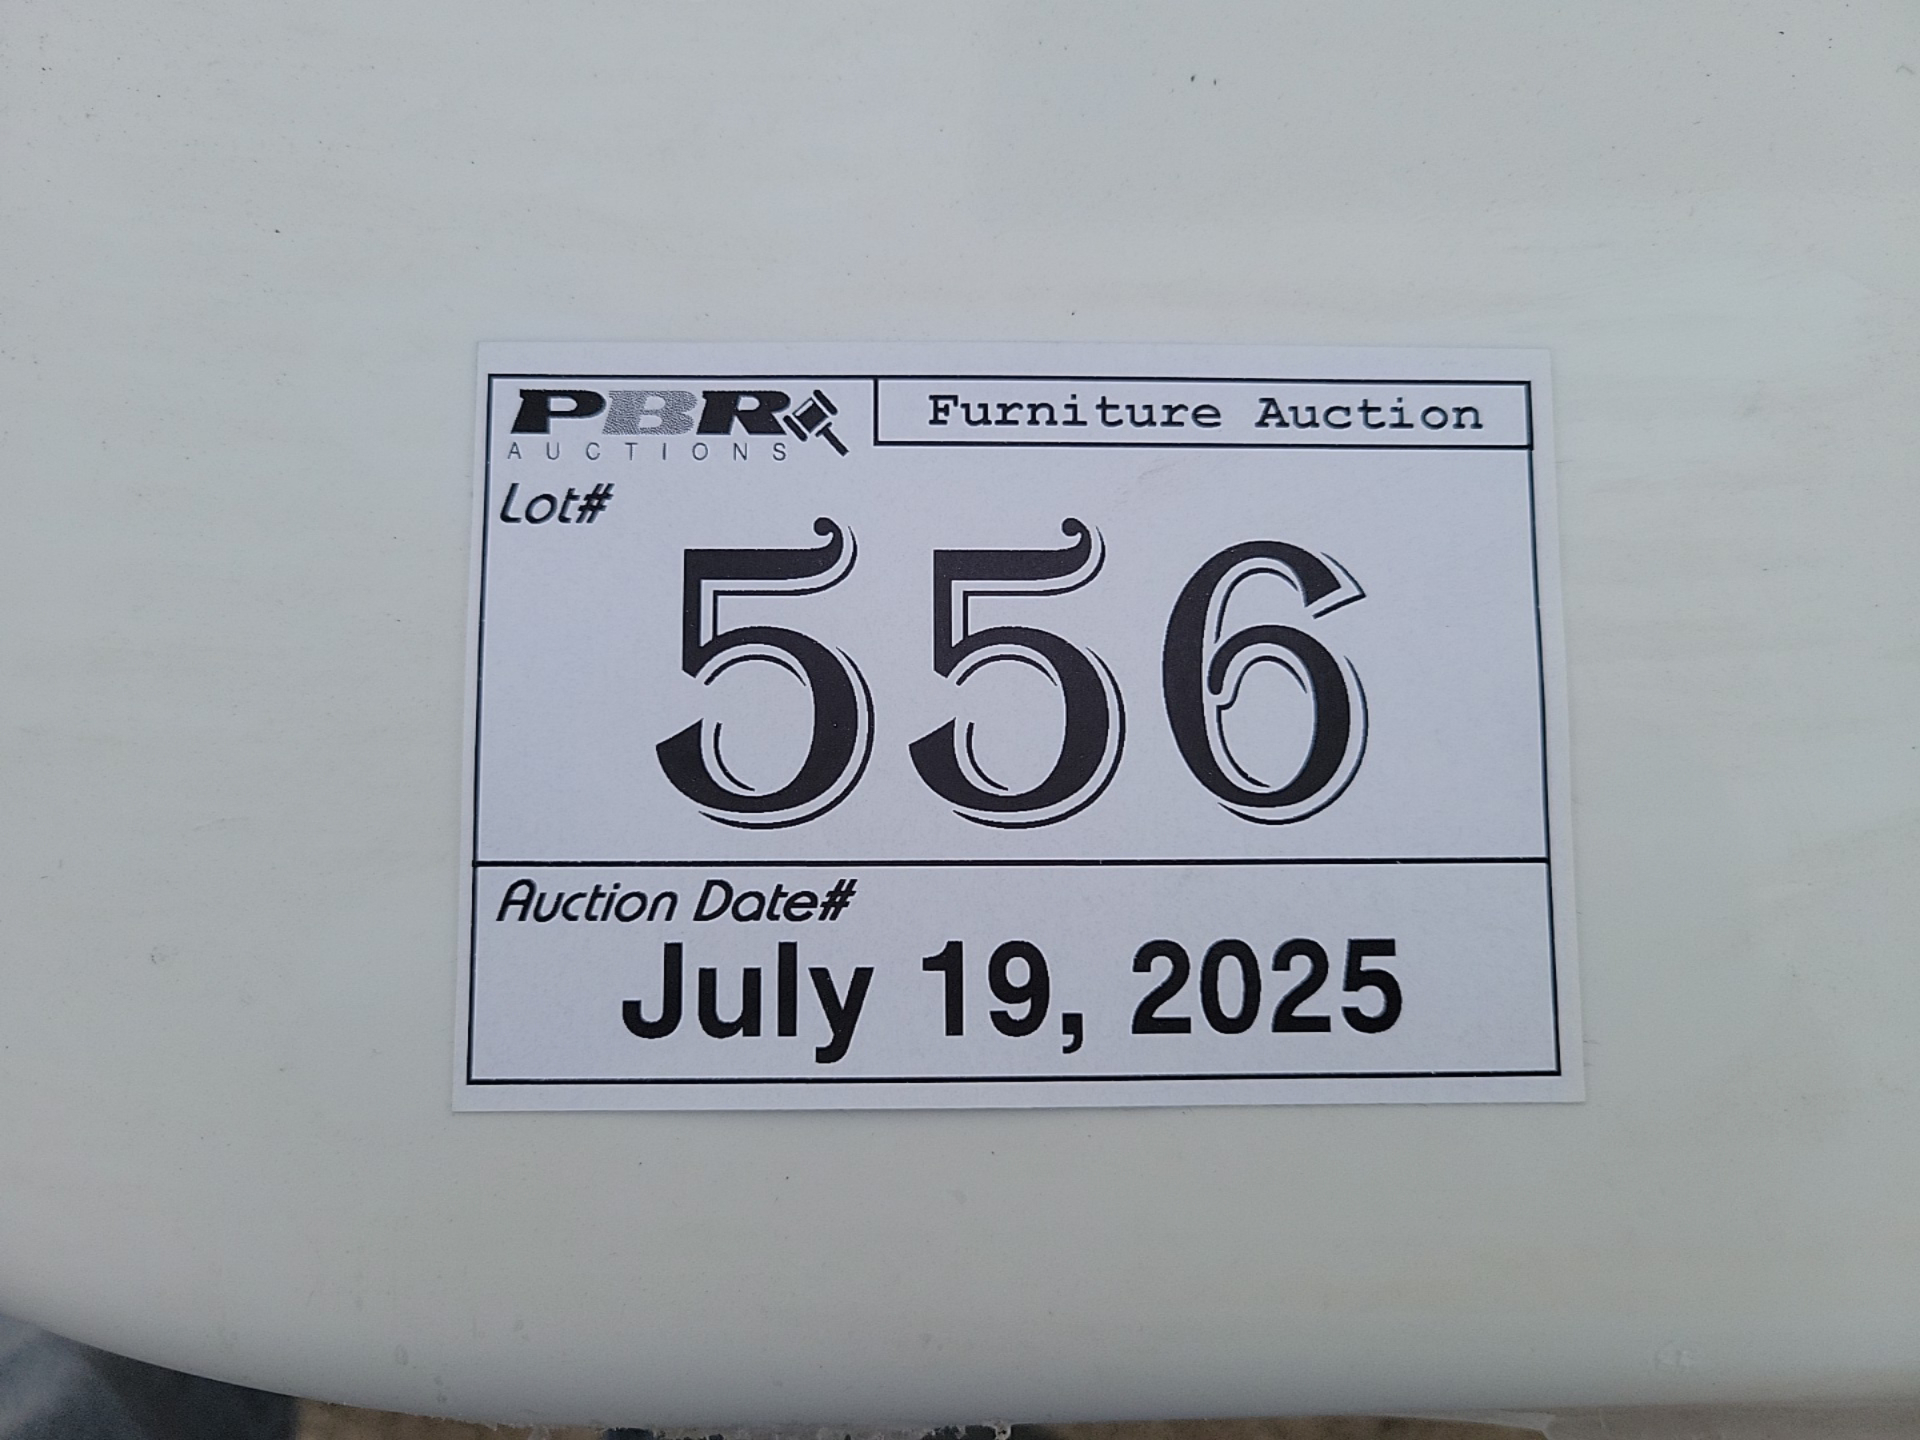 PBR
AUCTIONS
Furniture Auction
Lot#
556
Auction Date#
July 19, 2025